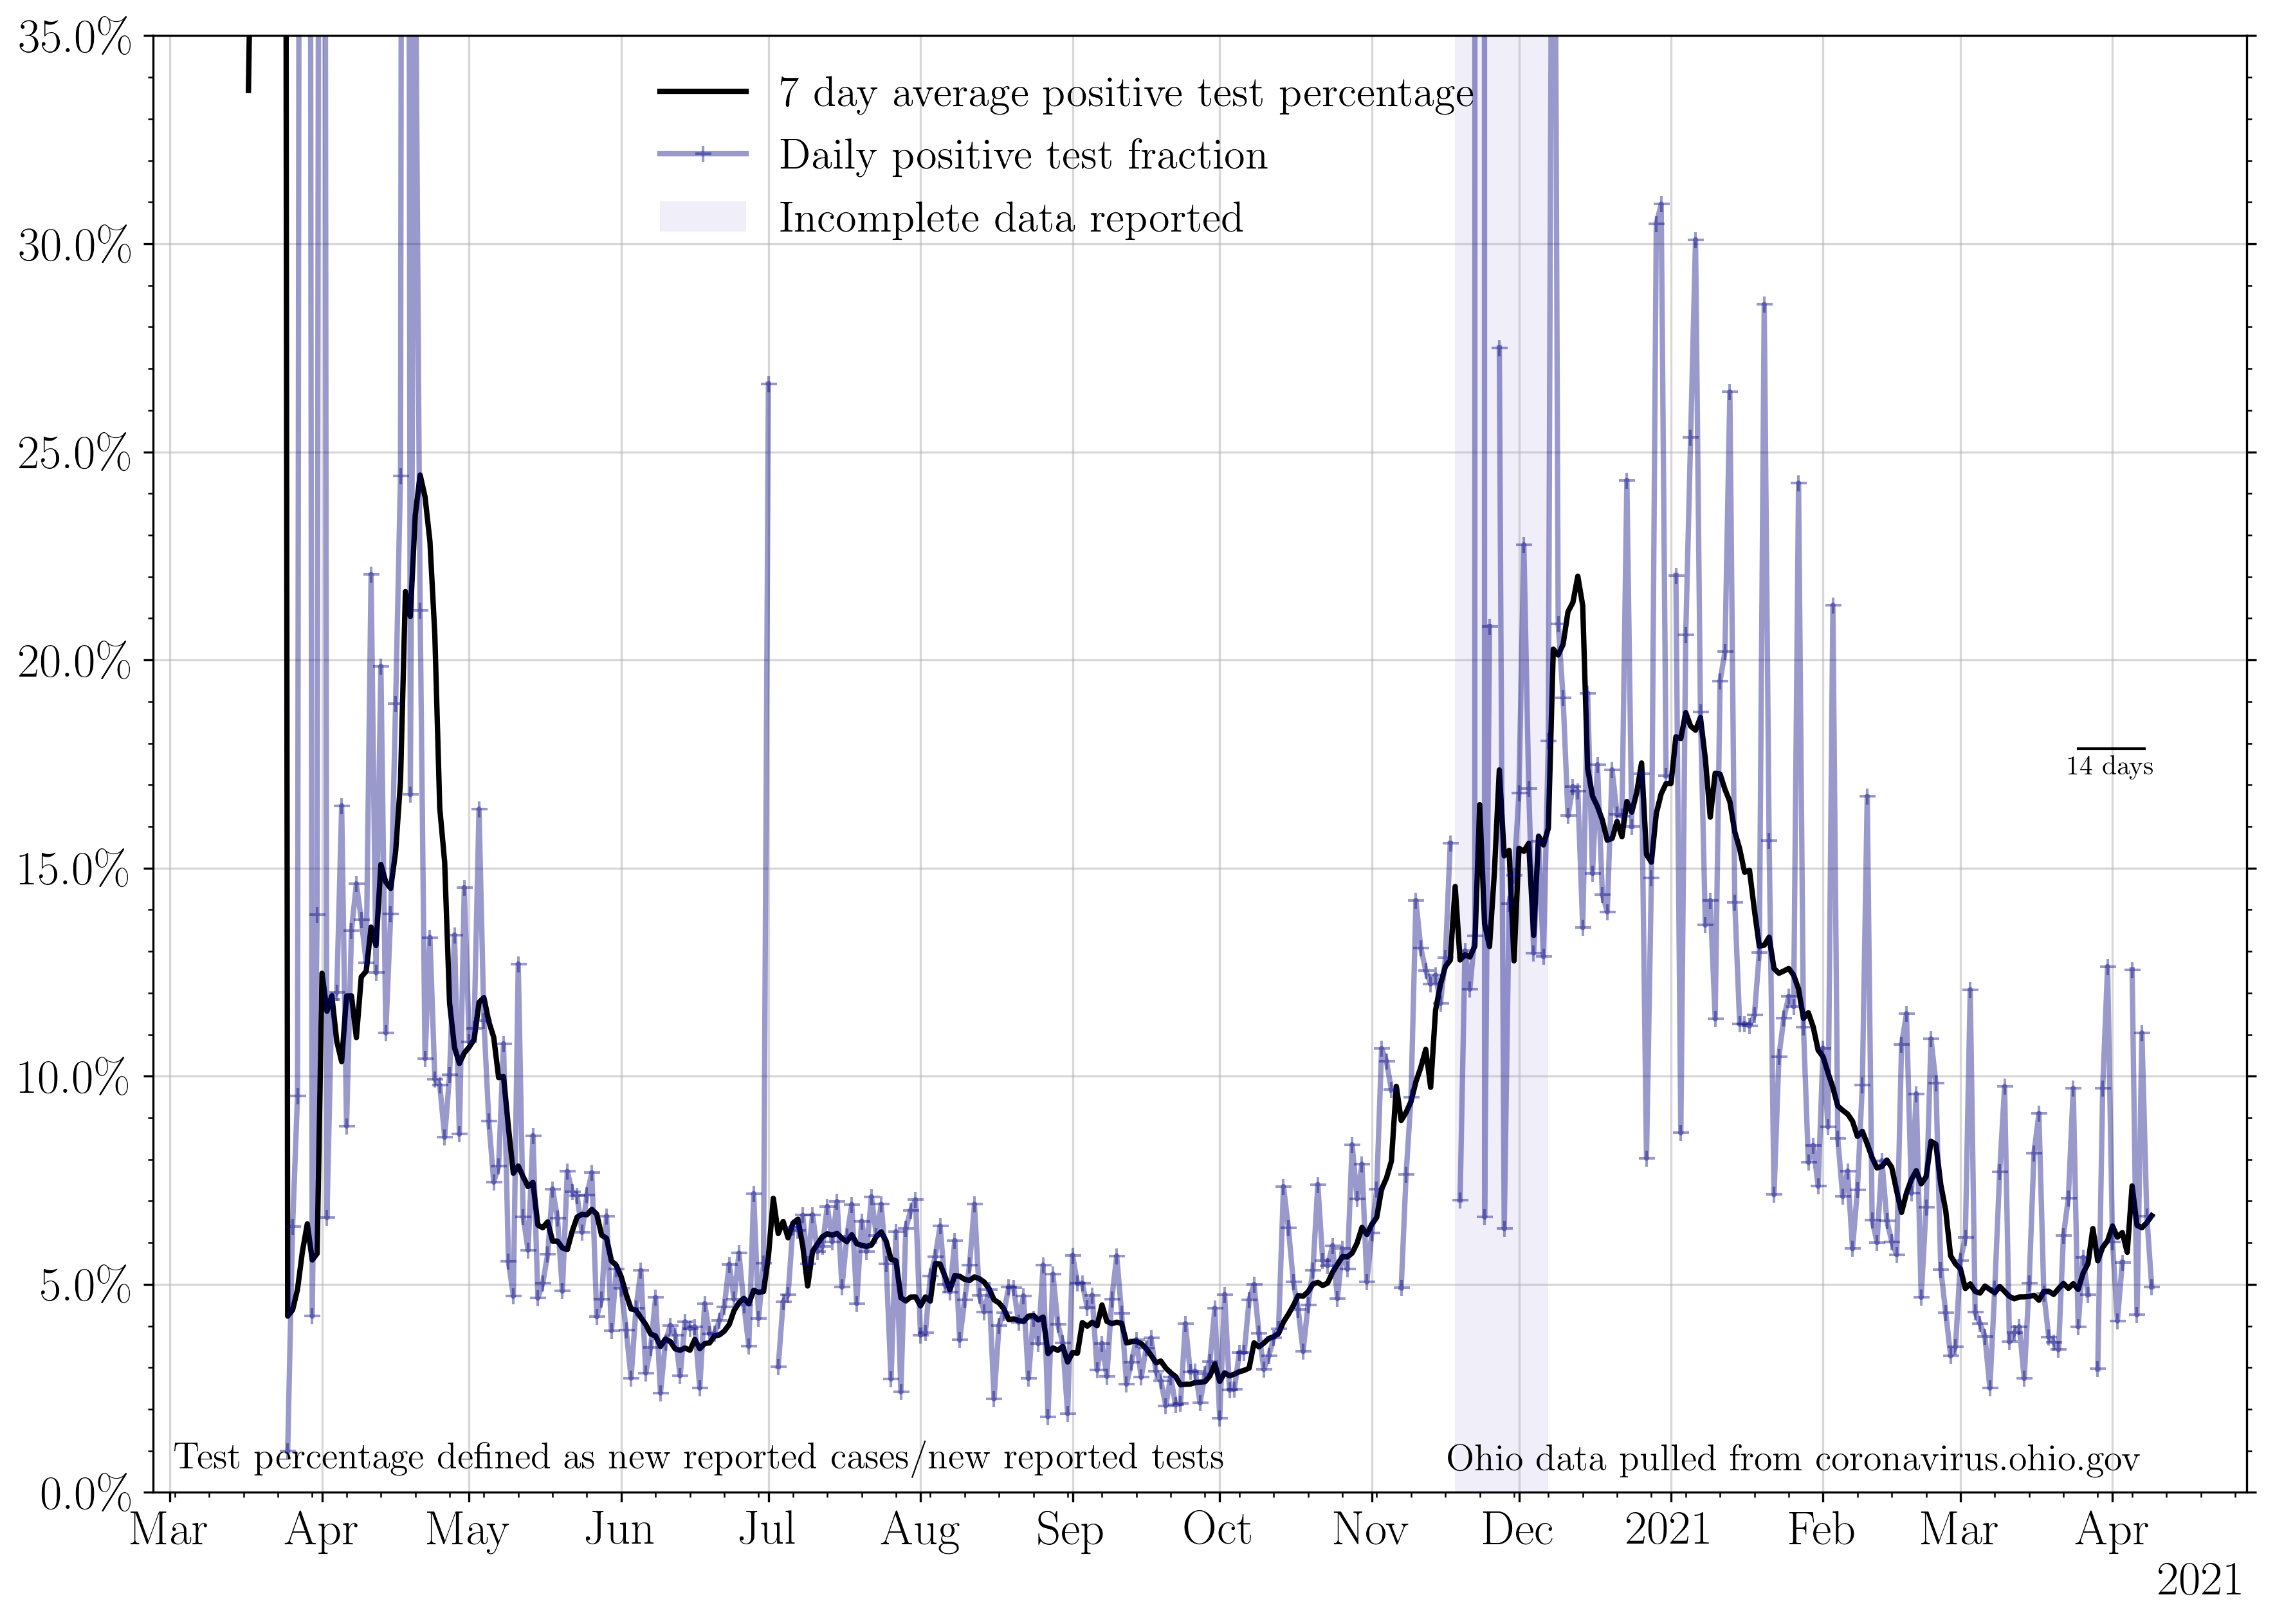 35.0%
30.0%
25.0%
20.0%
15.0%
10.0%
5.0%
0.0%
7 day average positive test percentage
Daily positive test fraction
Incomplete data reported
14 days
Test percentage defined as new reported cases/new reported tests
Ohio data pulled from coronavirus.ohio.gov
Mar Apr May Jun Jul Aug Sep Oct Nov Dec 2021 Feb Mar Apr
2021